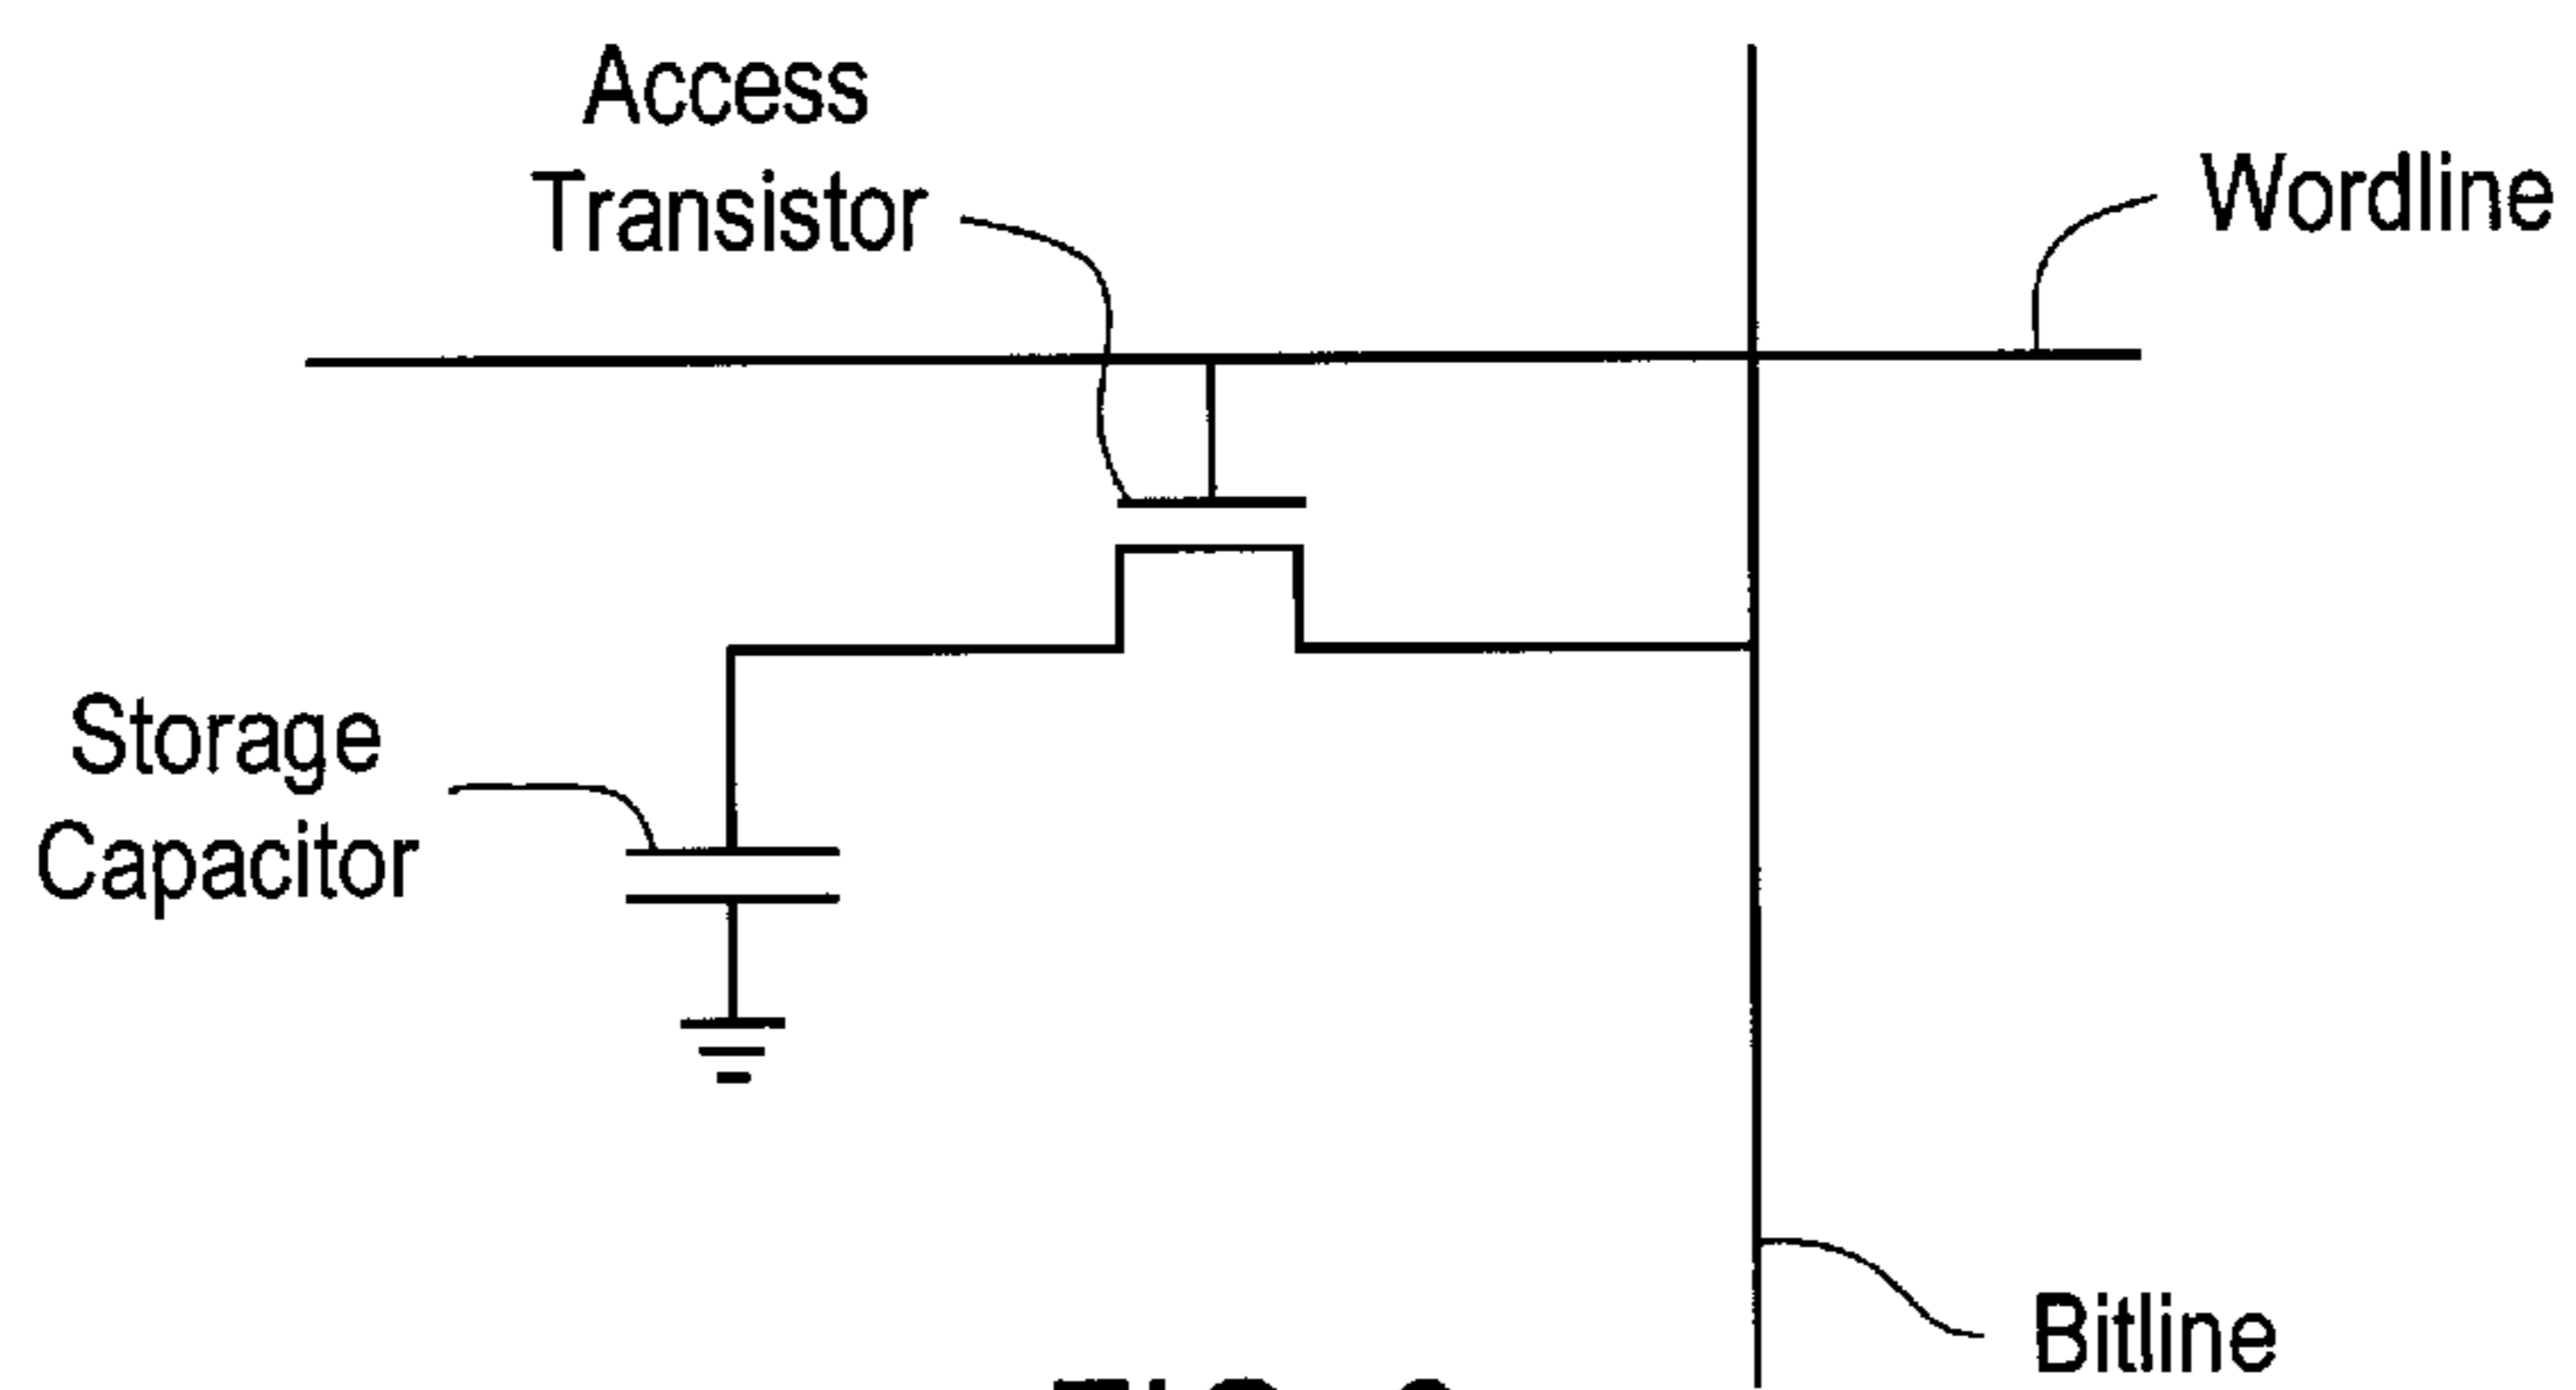 Access
Transistor
Wordline
Storage
Capacitor
Bitline